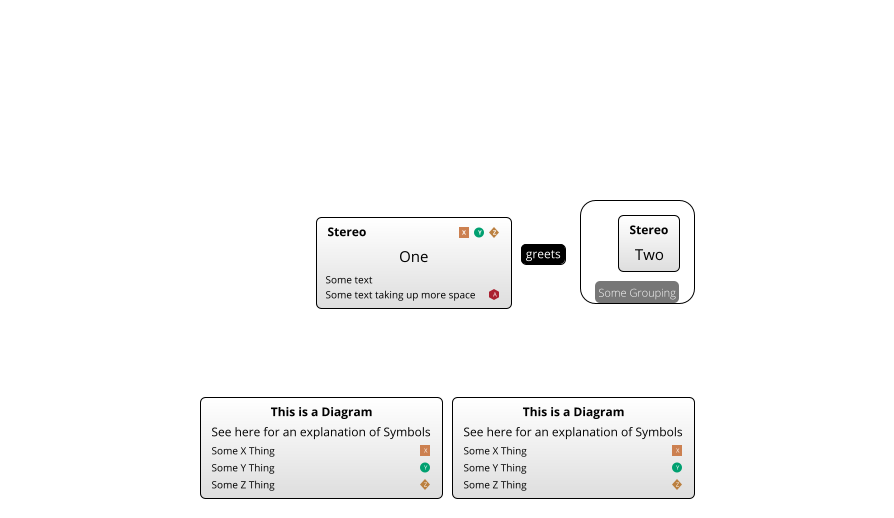 Stereo X Y Z
One
Some text
Some text taking up more space A
greets
Stereo
Two
Some Grouping
This is a Diagram
See here for an explanation of Symbols
Some X Thing X
Some Y Thing Y
Some Z Thing Z
This is a Diagram
See here for an explanation of Symbols
Some X Thing X
Some Y Thing Y
Some Z Thing Z